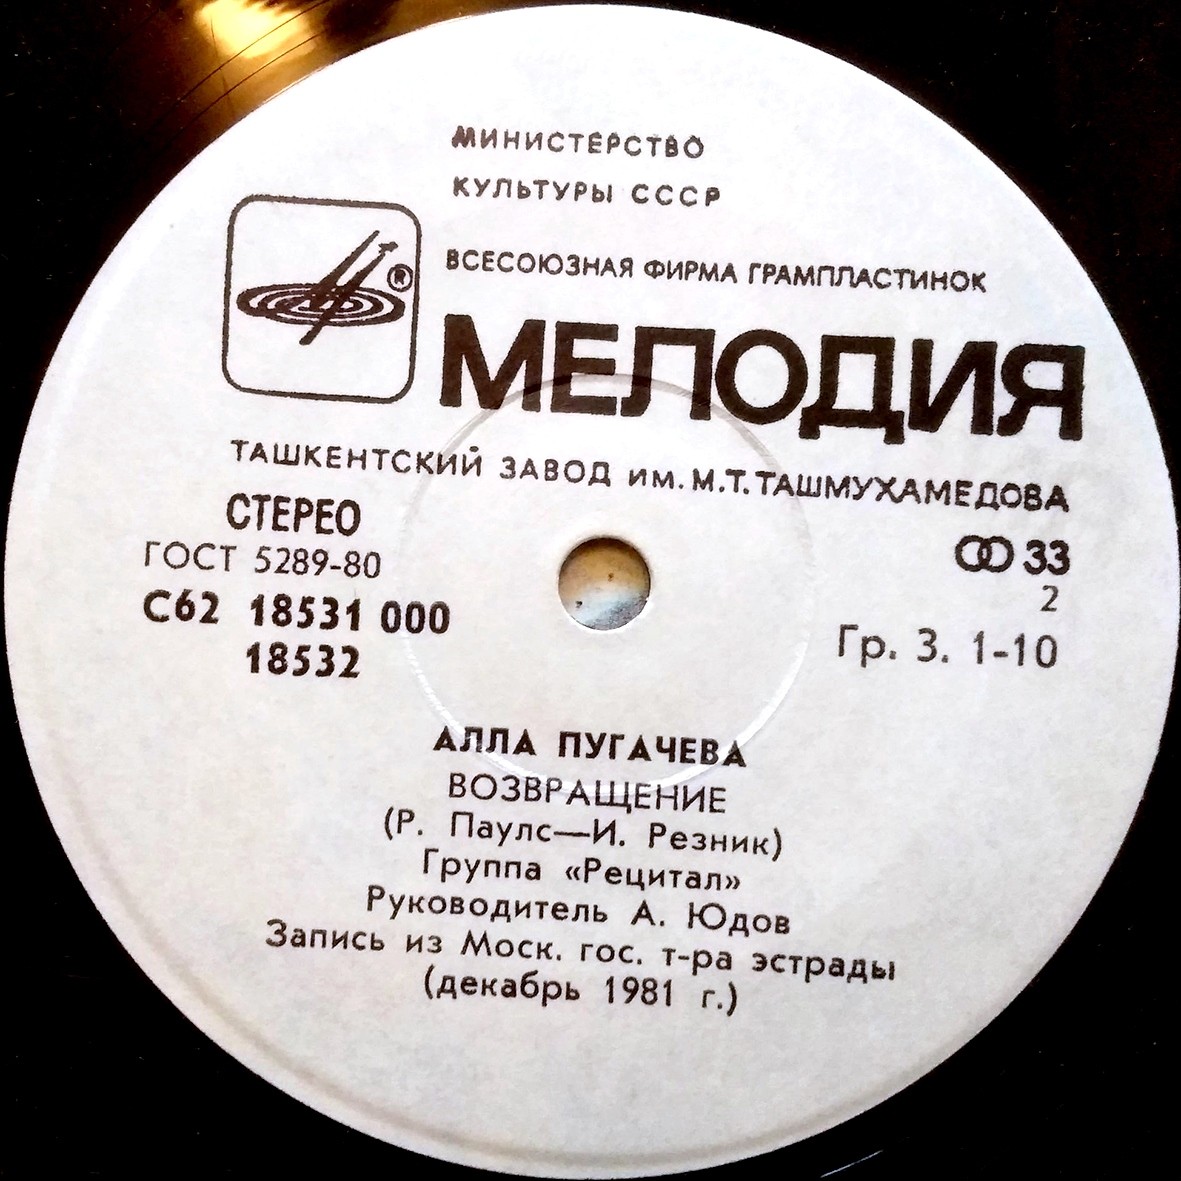 МИНИСТЕРСТВО
КУЛЬТУРЫ СССР
ВСЕСОЮЗНАЯ ФИРМА ГРАМПЛАСТИНОК
®
МЕЛОДИЯ
ТАШКЕНТСКИЙ ЗАВОД им. М.Т. ТАШМУХАМЕДОВА
СТЕРЕО
ГОСТ 5289-80
С62 18531 000
18532
33
2
Гр. 3. 1-10
АЛЛА ПУГАЧЕВА
ВОЗВРАЩЕНИЕ
(Р. Паулс—И. Резник)
Группа «Рецитал»
Руководитель А. Юдов
Запись из Моск. гос. т-ра эстрады
(декабрь 1981 г.)